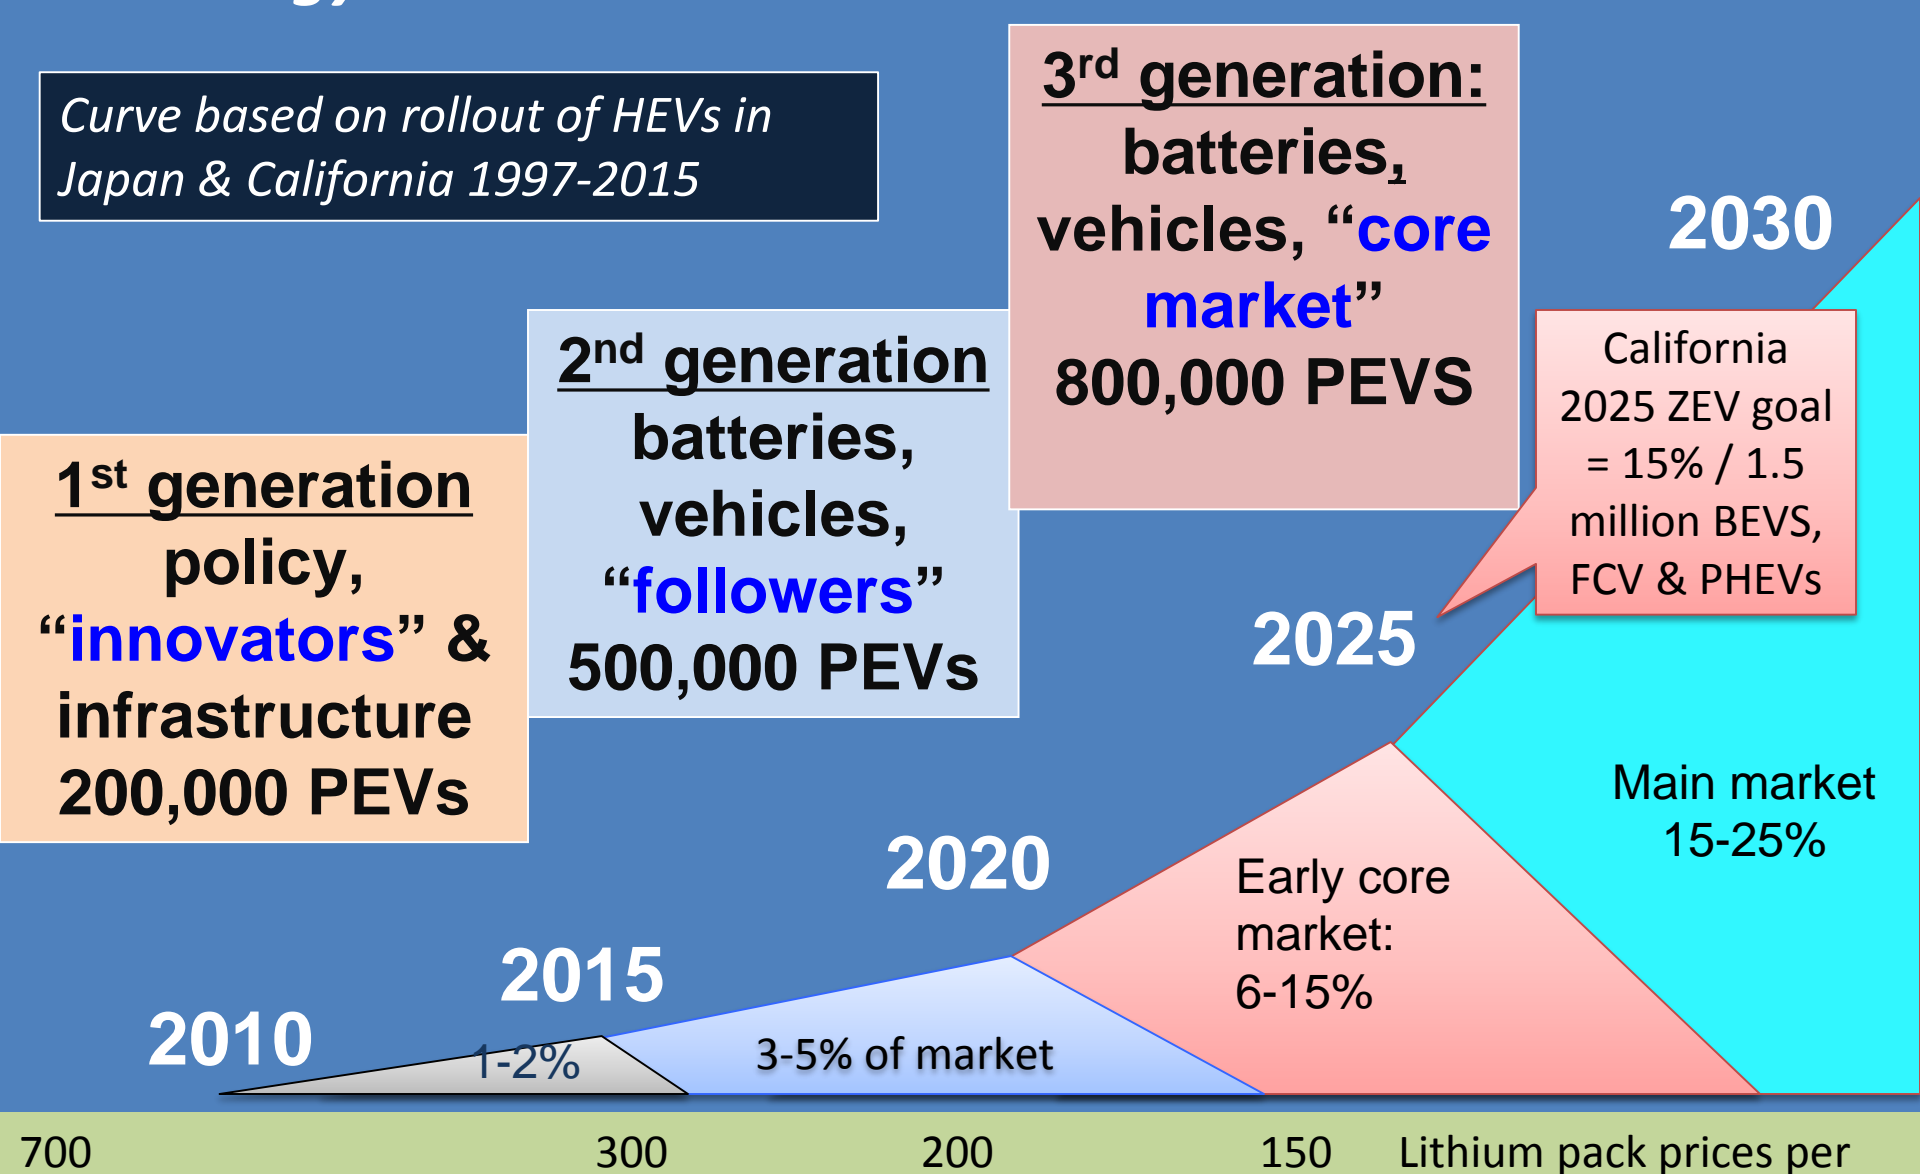 Curve based on rollout of HEVs in
Japan & California 1997-2015
3rd generation:
batteries,
vehicles, “core
market”
800,000 PEVS
2030
California
2025 ZEV goal
= 15% / 1.5
million BEVS,
FCV & PHEVs
2nd generation
batteries,
vehicles,
“followers”
500,000 PEVs
1st generation
policy,
“innovators” &
infrastructure
200,000 PEVs
2025
Main market
15-25%
2020
Early core
market:
6-15%
2015
2010
1-2%
3-5% of market
700 300 200 150 Lithium pack prices per